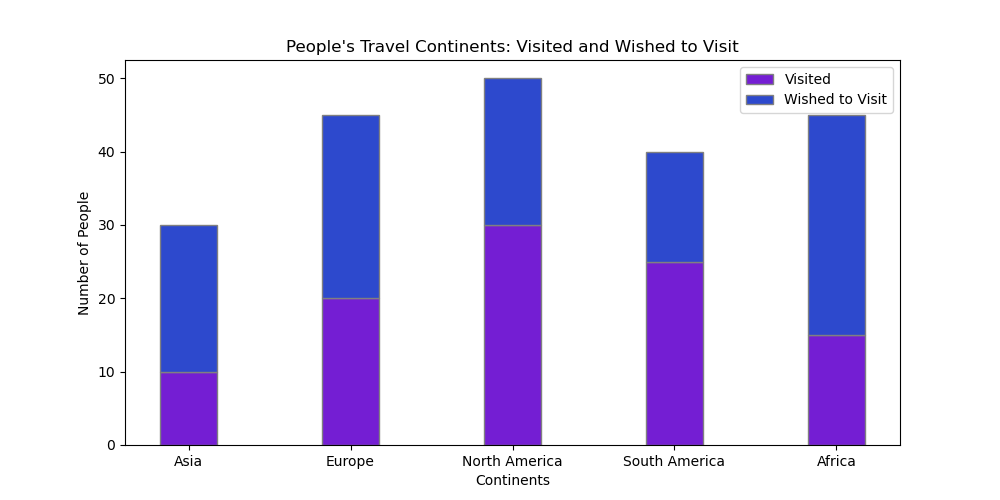 People's Travel Continents: Visited and Wished to Visit
Visited
Wished to Visit
Number of People
50
40
30
20
10
0
Asia
Europe
North America
South America
Africa
Continents